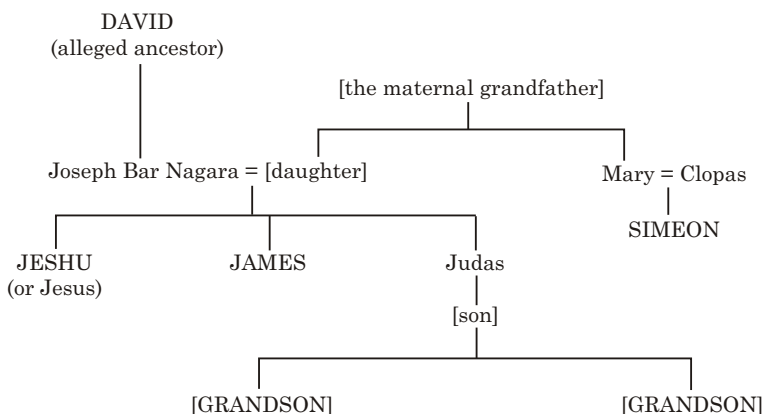 DAVID
(alleged ancestor)
[the maternal grandfather]
Joseph Bar Nagara = [daughter]
Mary = Clopas
SIMEON
JESHU
(or Jesus)
JAMES
Judas
[son]
[GRANDSON]
[GRANDSON]